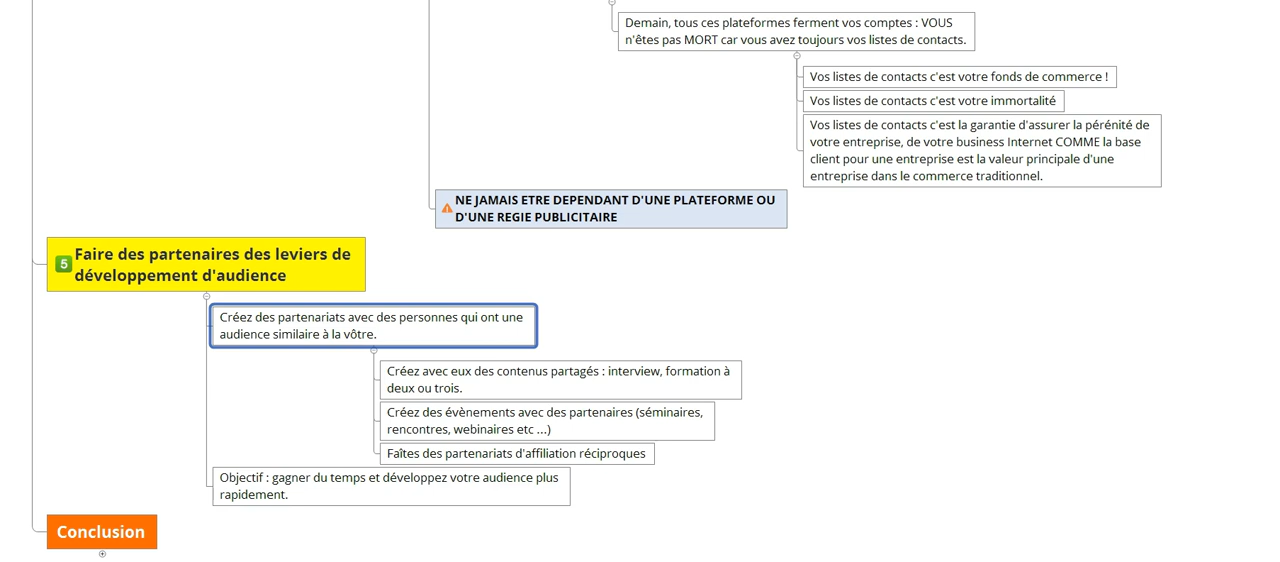 Demain, tous ces plateformes ferment vos comptes : VOUS
n'êtes pas MORT car vous avez toujours vos listes de contacts.
Vos listes de contacts c'est votre fonds de commerce !
Vos listes de contacts c'est votre immortalité
Vos listes de contacts c'est la garantie d'assurer la pérénité de
votre entreprise, de votre business Internet COMME la base
client pour une entreprise est la valeur principale d'une
entreprise dans le commerce traditionnel.
NE JAMAIS ETRE DEPENDANT D'UNE PLATEFORME OU
D'UNE REGIE PUBLICITAIRE
5 Faire des partenaires des leviers de
développement d'audience
Créez des partenariats avec des personnes qui ont une
audience similaire à la vôtre.
Créez avec eux des contenus partagés : interview, formation à
deux ou trois.
Créez des évènements avec des partenaires (séminaires,
rencontres, webinaires etc ...)
Faîtes des partenariats d'affiliation réciproques
Objectif : gagner du temps et développez votre audience plus
rapidement.
Conclusion